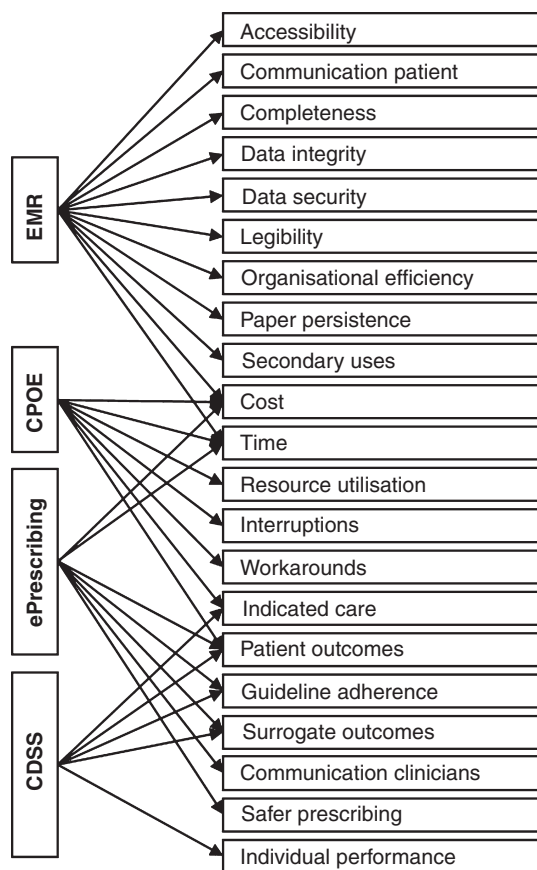 EMR
CPOE
ePrescribing
CDSS
Accessibility
Communication patient
Completeness
Data integrity
Data security
Legibility
Organisational efficiency
Paper persistence
Secondary uses
Cost
Time
Resource utilisation
Interruptions
Workarounds
Indicated care
Patient outcomes
Guideline adherence
Surrogate outcomes
Communication clinicians
Safer prescribing
Individual performance